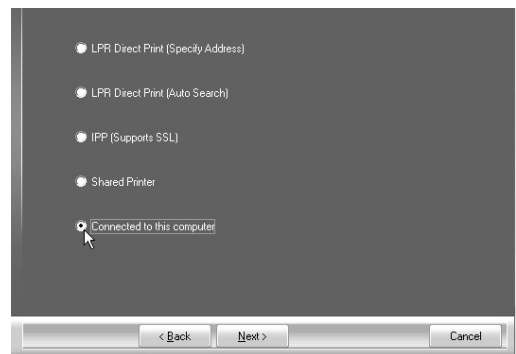 LPR Direct Print (Specify Address)
LPR Direct Print (Auto Search)
IPP (Supports SSL)
Shared Printer
Connected to this computer
< Back Next > Cancel